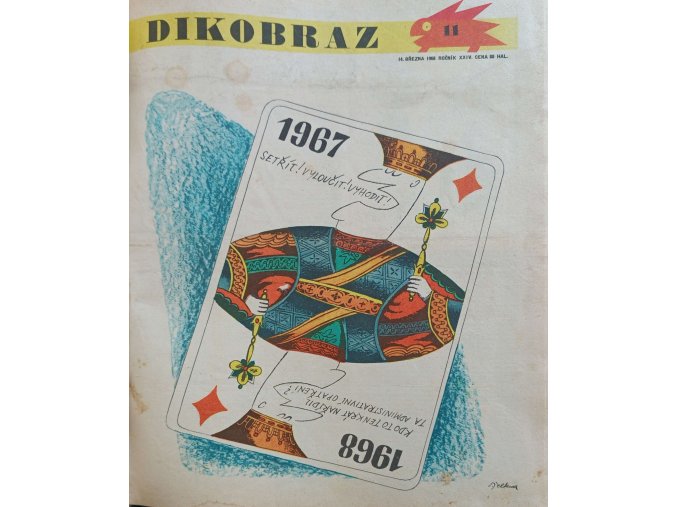 DIKOBRAZ
11
14. BŘEZNA 1968 ROČNÍK XXIV. CENA 80 HAL.
1967
SETŘÍT! VYLOUČIT! VYHODIT!
KDO TO TENKRÁT NAŘÍDIL
TA ADMINISTRATIVNÍ OPATŘENÍ?
1968